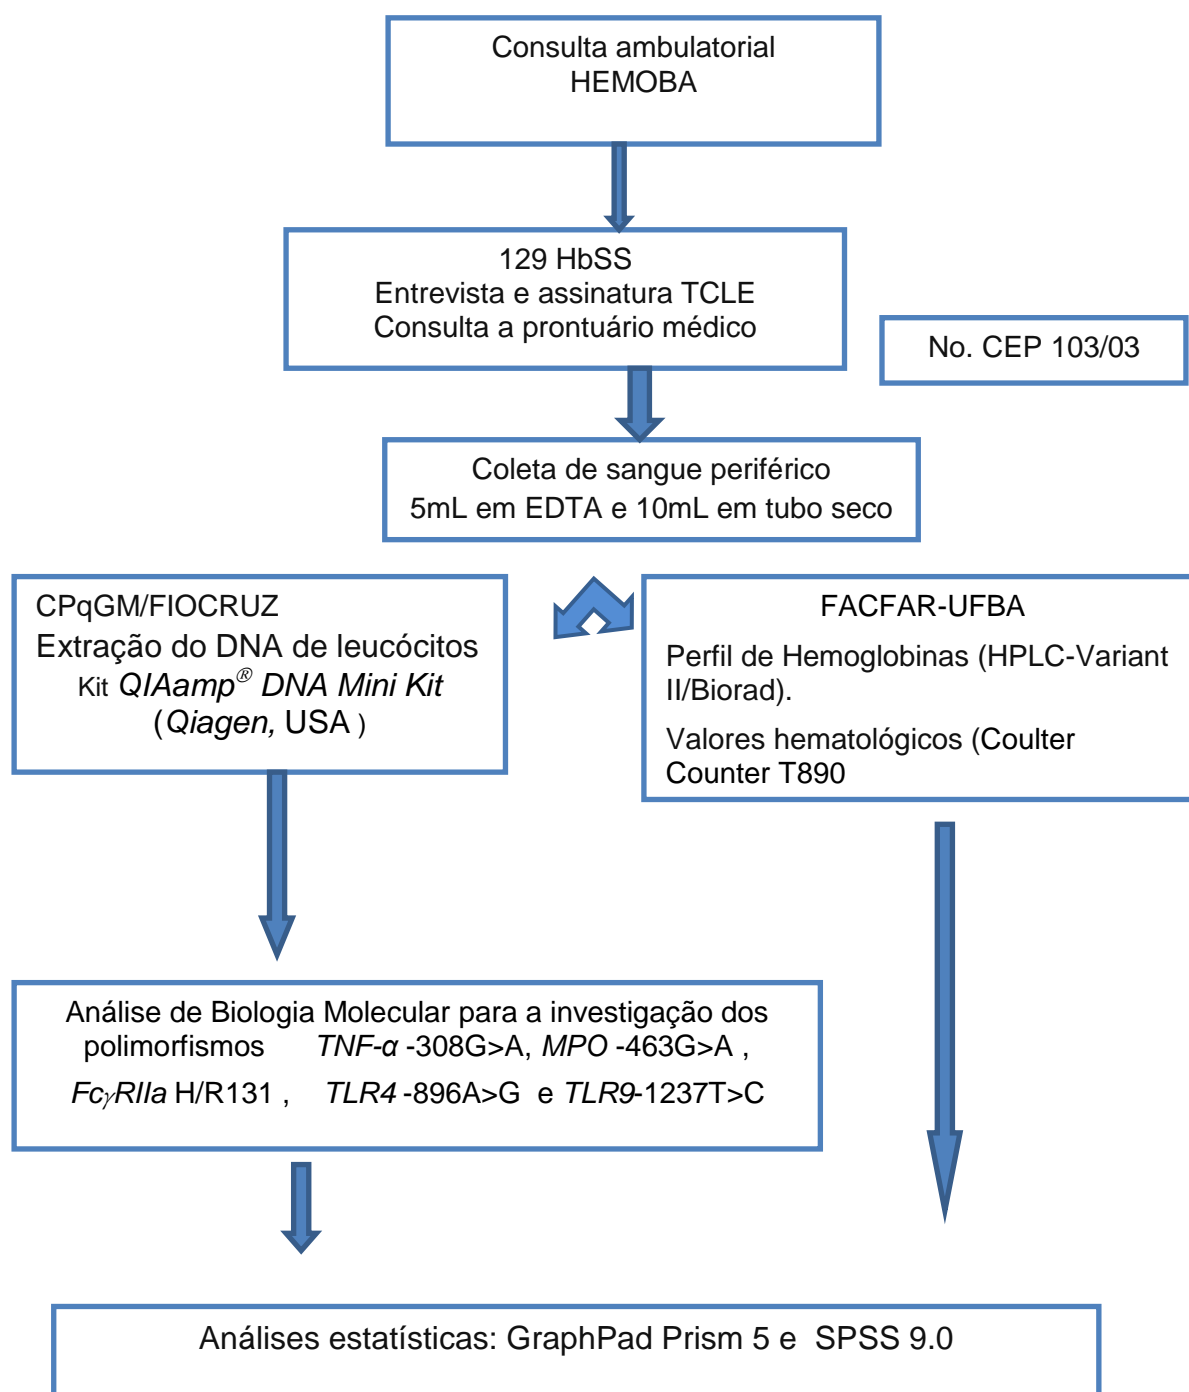 Consulta ambulatorial
HEMOBA
129 HbSS
Entrevista e assinatura TCLE
Consulta a prontuário médico
No. CEP 103/03
Coleta de sangue periférico
5mL em EDTA e 10mL em tubo seco
CPqGM/FIOCRUZ
Extração do DNA de leucócitos
Kit QIAamp® DNA Mini Kit
(Qiagen, USA )
FACFAR-UFBA
Perfil de Hemoglobinas (HPLC-Variant
II/Biorad).
Valores hematológicos (Coulter
Counter T890
Análise de Biologia Molecular para a investigação dos
polimorfismos TNF-α -308G>A, MPO -463G>A ,
FcγRIIa H/R131 , TLR4 -896A>G e TLR9-1237T>C
Análises estatísticas: GraphPad Prism 5 e SPSS 9.0